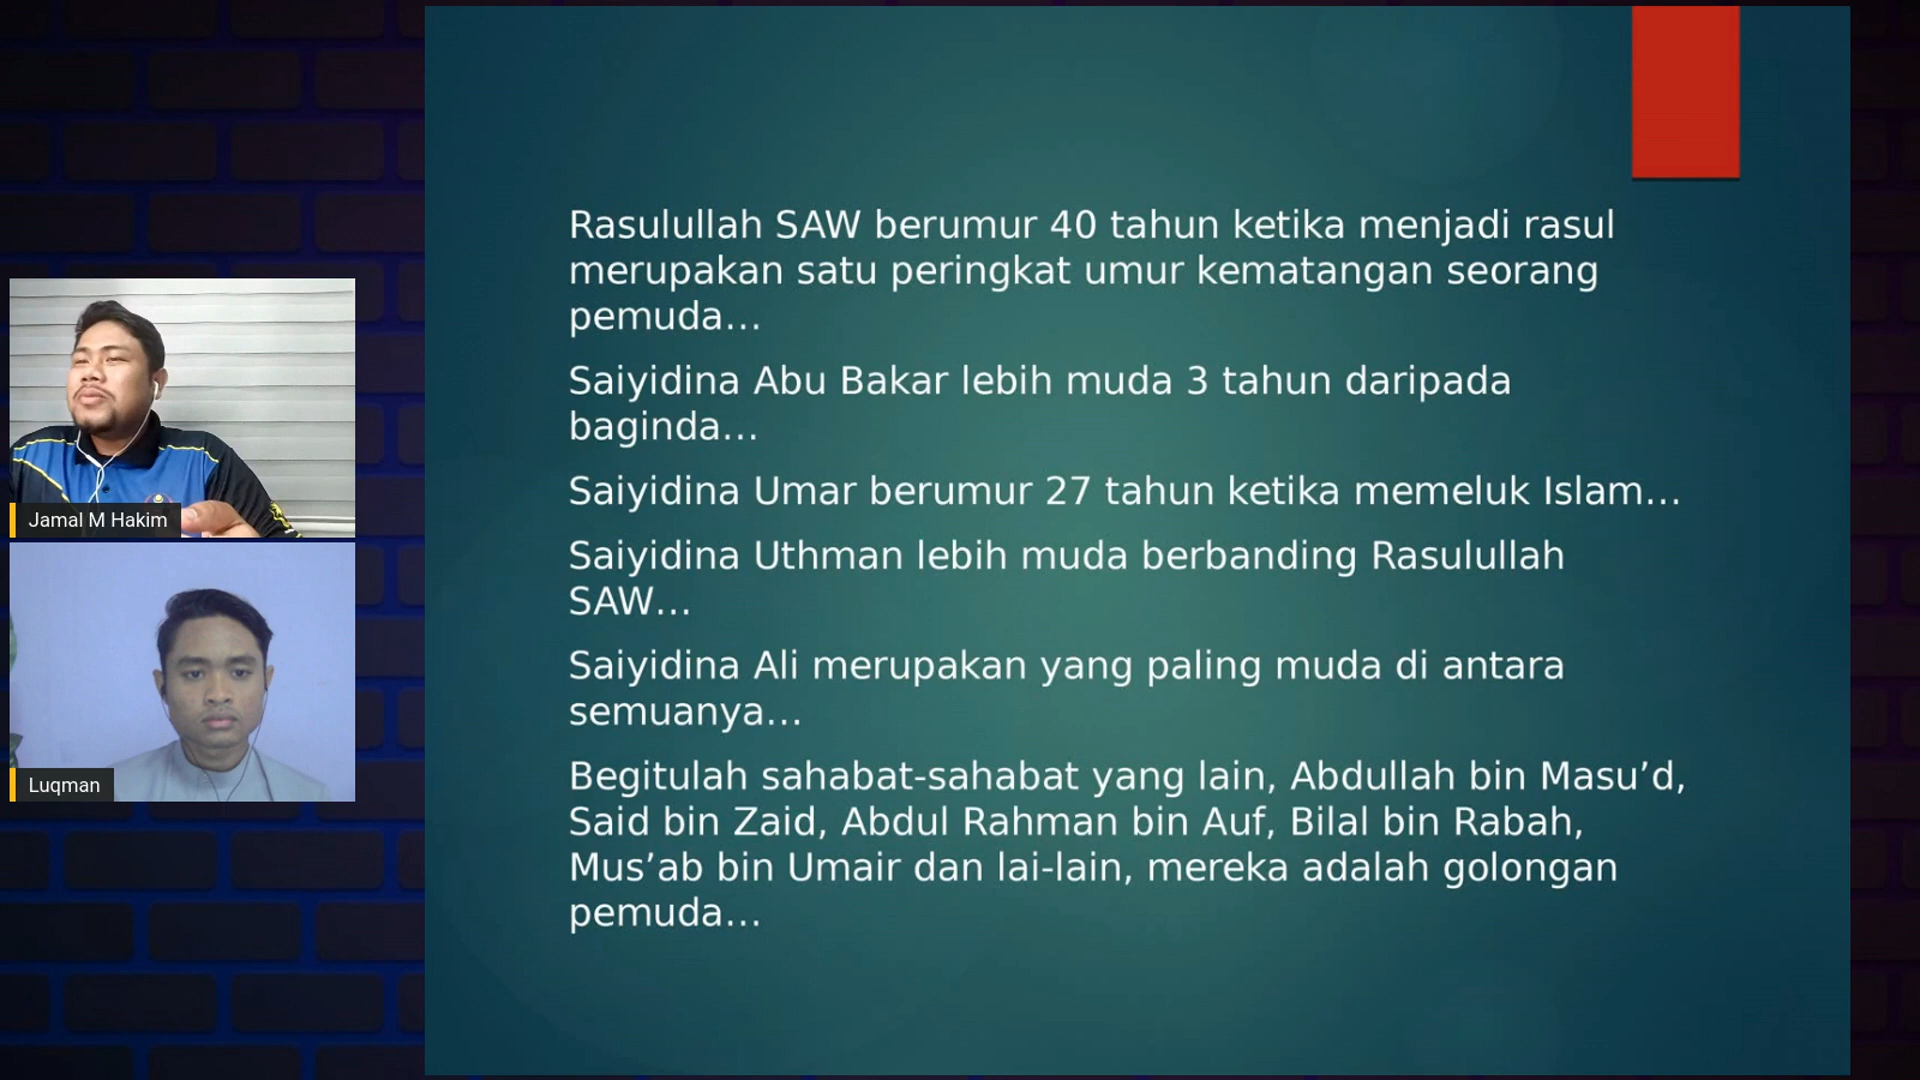 Rasulullah SAW berumur 40 tahun ketika menjadi rasul
merupakan satu peringkat umur kematangan seorang
pemuda…
Saiyidina Abu Bakar lebih muda 3 tahun daripada
baginda…
Saiyidina Umar berumur 27 tahun ketika memeluk Islam…
Saiyidina Uthman lebih muda berbanding Rasulullah
SAW…
Saiyidina Ali merupakan yang paling muda di antara
semuanya…
Begitulah sahabat-sahabat yang lain, Abdullah bin Masu’d,
Said bin Zaid, Abdul Rahman bin Auf, Bilal bin Rabah,
Mus’ab bin Umair dan lai-lain, mereka adalah golongan
pemuda…
Jamal M Hakim
Luqman